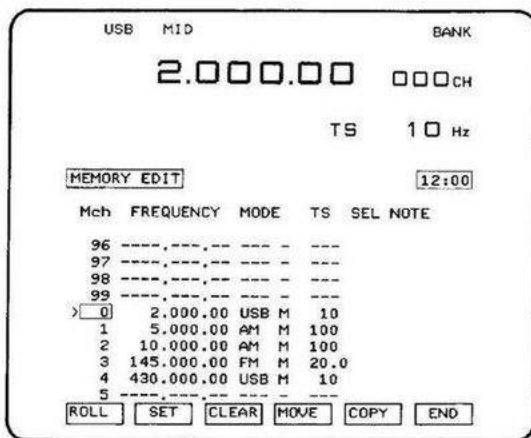 USB MID BANK
2.000.00 000CH
TS 10 Hz
MEMORY EDIT 12:00
Mch FREQUENCY MODE TS SEL NOTE
96 ----.---.-- --- - ---
97 ----.---.-- --- - ---
98 ----.---.-- --- - ---
99 ----.---.-- --- - ---
>0 2.000.00 USB M 10
1 5.000.00 AM M 100
2 10.000.00 AM M 100
3 145.000.00 FM M 20.0
4 430.000.00 USB M 10
5 ----.---.-- --- - ---
ROLL SET CLEAR MOVE COPY END